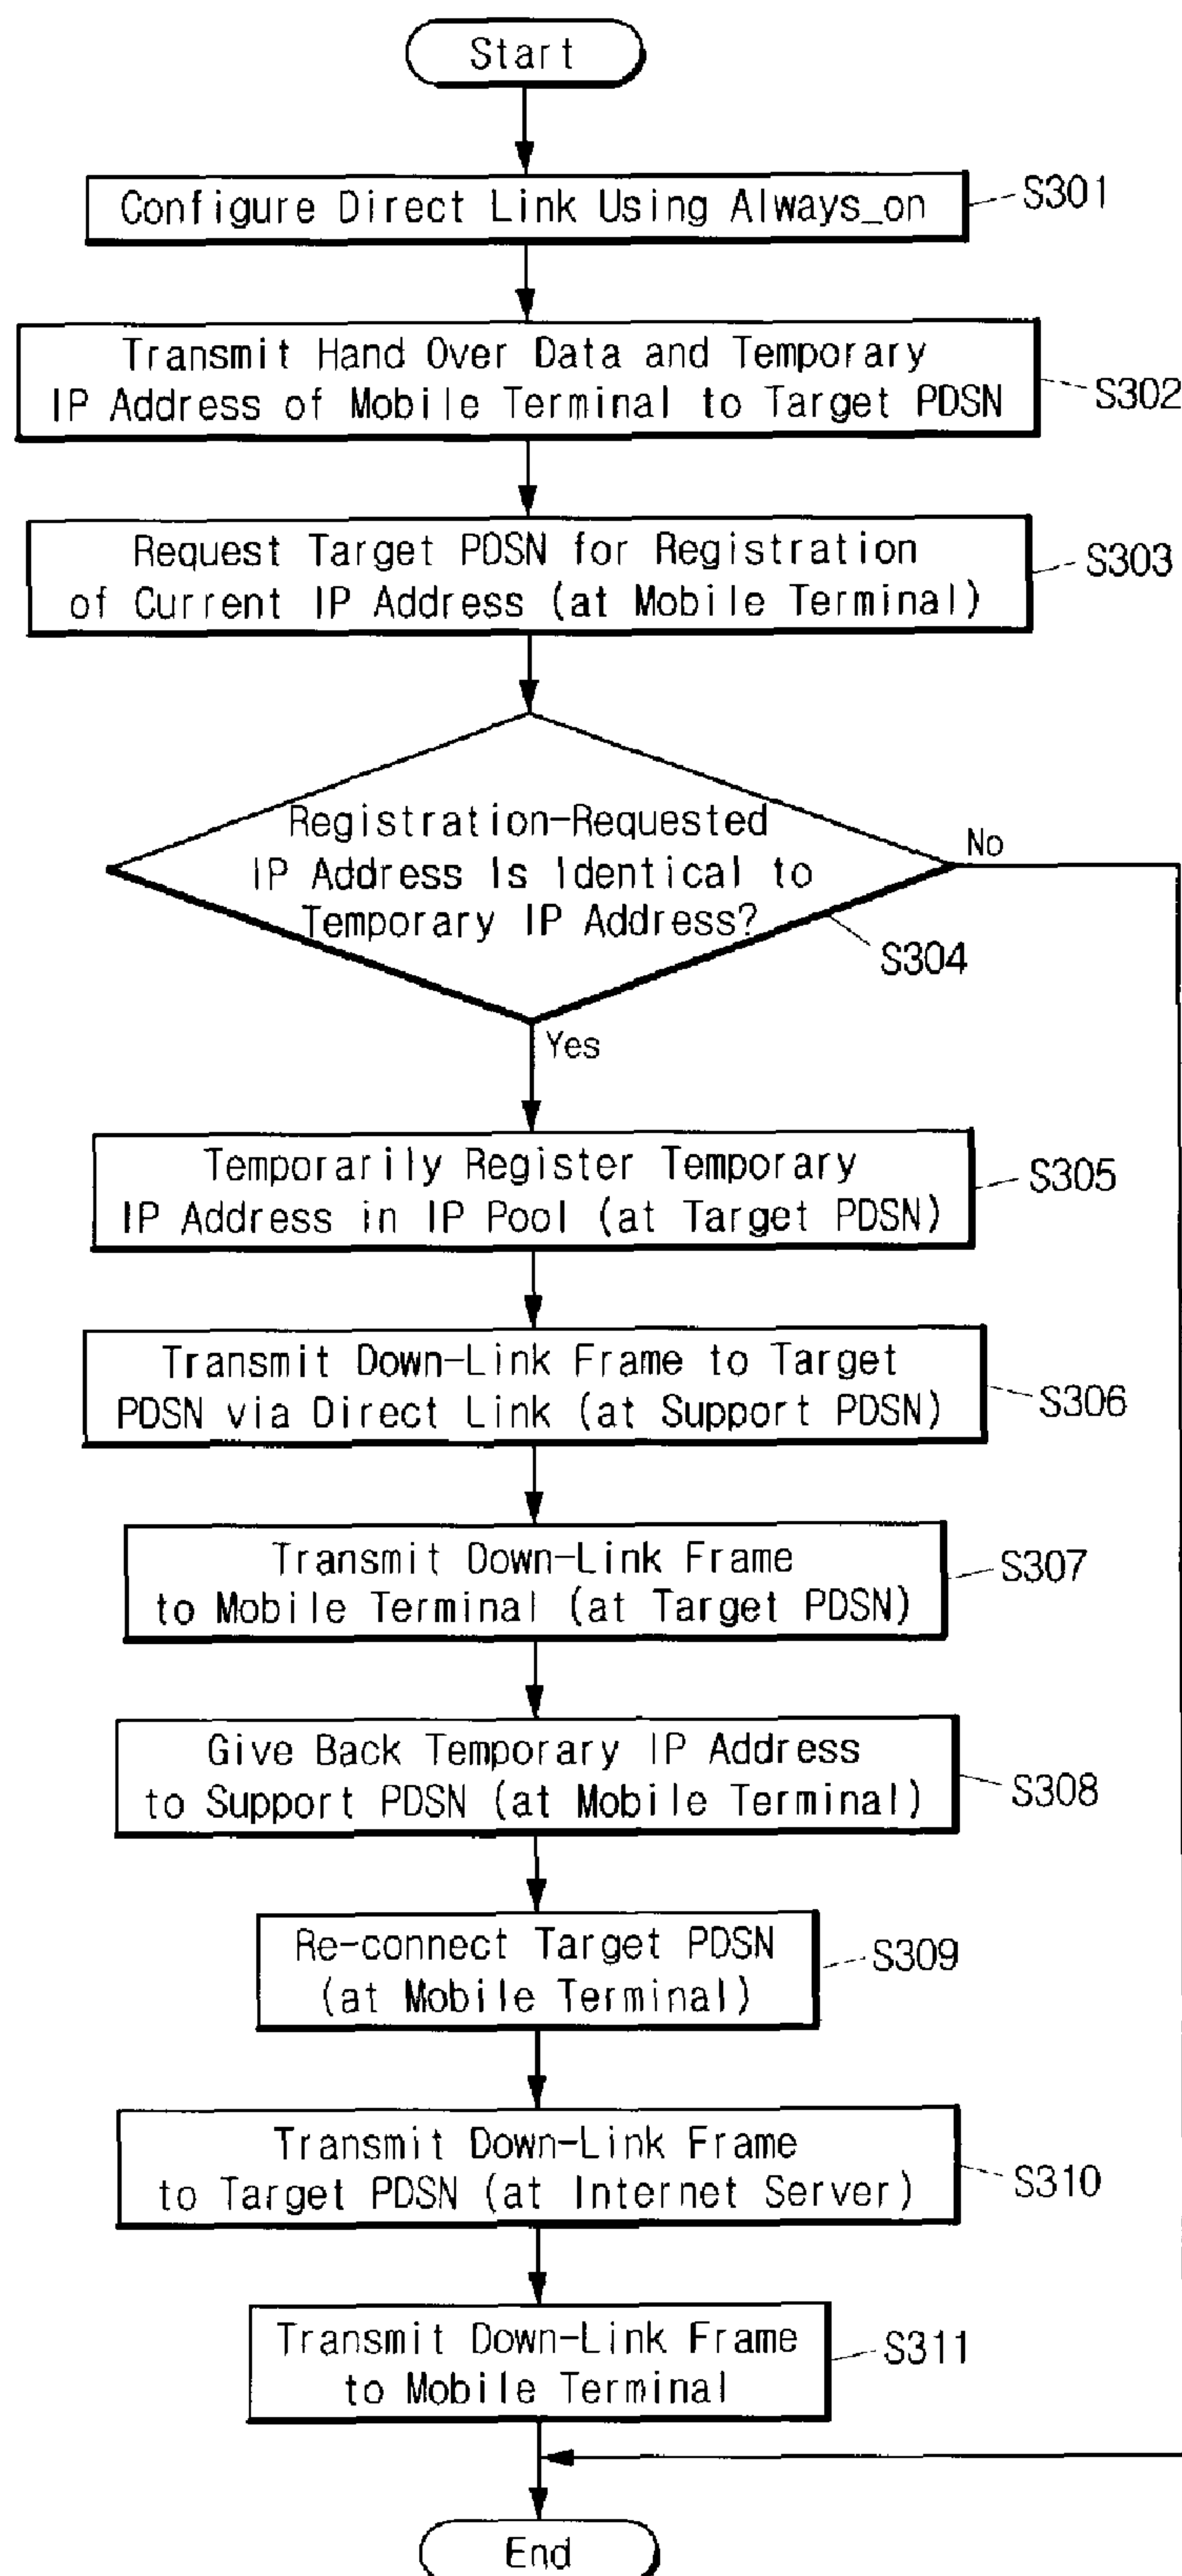 Start
Configure Direct Link Using Always_on
S301
Transmit Hand Over Data and Temporary
IP Address of Mobile Terminal to Target PDSN
S302
Request Target PDSN for Registration
of Current IP Address (at Mobile Terminal)
S303
Registration-Requested
IP Address Is Identical to
Temporary IP Address?
No
S304
Yes
Temporarily Register Temporary
IP Address in IP Pool (at Target PDSN)
S305
Transmit Down-Link Frame to Target
PDSN via Direct Link (at Support PDSN)
S306
Transmit Down-Link Frame
to Mobile Terminal (at Target PDSN)
S307
Give Back Temporary IP Address
to Support PDSN (at Mobile Terminal)
S308
Re-connect Target PDSN
(at Mobile Terminal)
S309
Transmit Down-Link Frame
to Target PDSN (at Internet Server)
S310
Transmit Down-Link Frame
to Mobile Terminal
S311
End